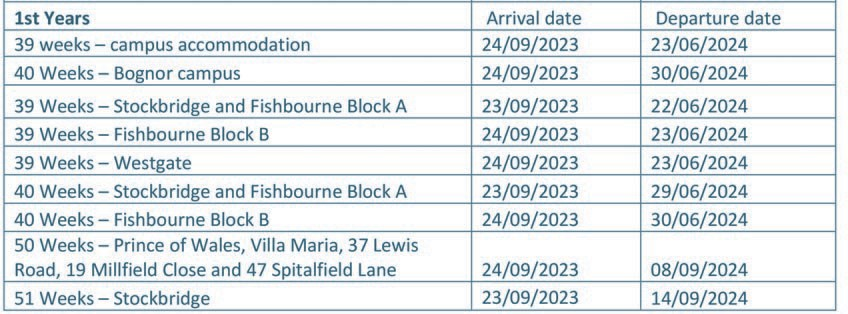 1st Years Arrival date Departure date
39 weeks – campus accommodation 24/09/2023 23/06/2024
40 Weeks – Bognor campus 24/09/2023 30/06/2024
39 Weeks – Stockbridge and Fishbourne Block A 23/09/2023 22/06/2024
39 Weeks – Fishbourne Block B 24/09/2023 23/06/2024
39 Weeks – Westgate 24/09/2023 23/06/2024
40 Weeks – Stockbridge and Fishbourne Block A 23/09/2023 29/06/2024
40 Weeks – Fishbourne Block B 24/09/2023 30/06/2024
50 Weeks – Prince of Wales, Villa Maria, 37 Lewis
Road, 19 Millfield Close and 47 Spitalfield Lane 24/09/2023 08/09/2024
51 Weeks – Stockbridge 23/09/2023 14/09/2024